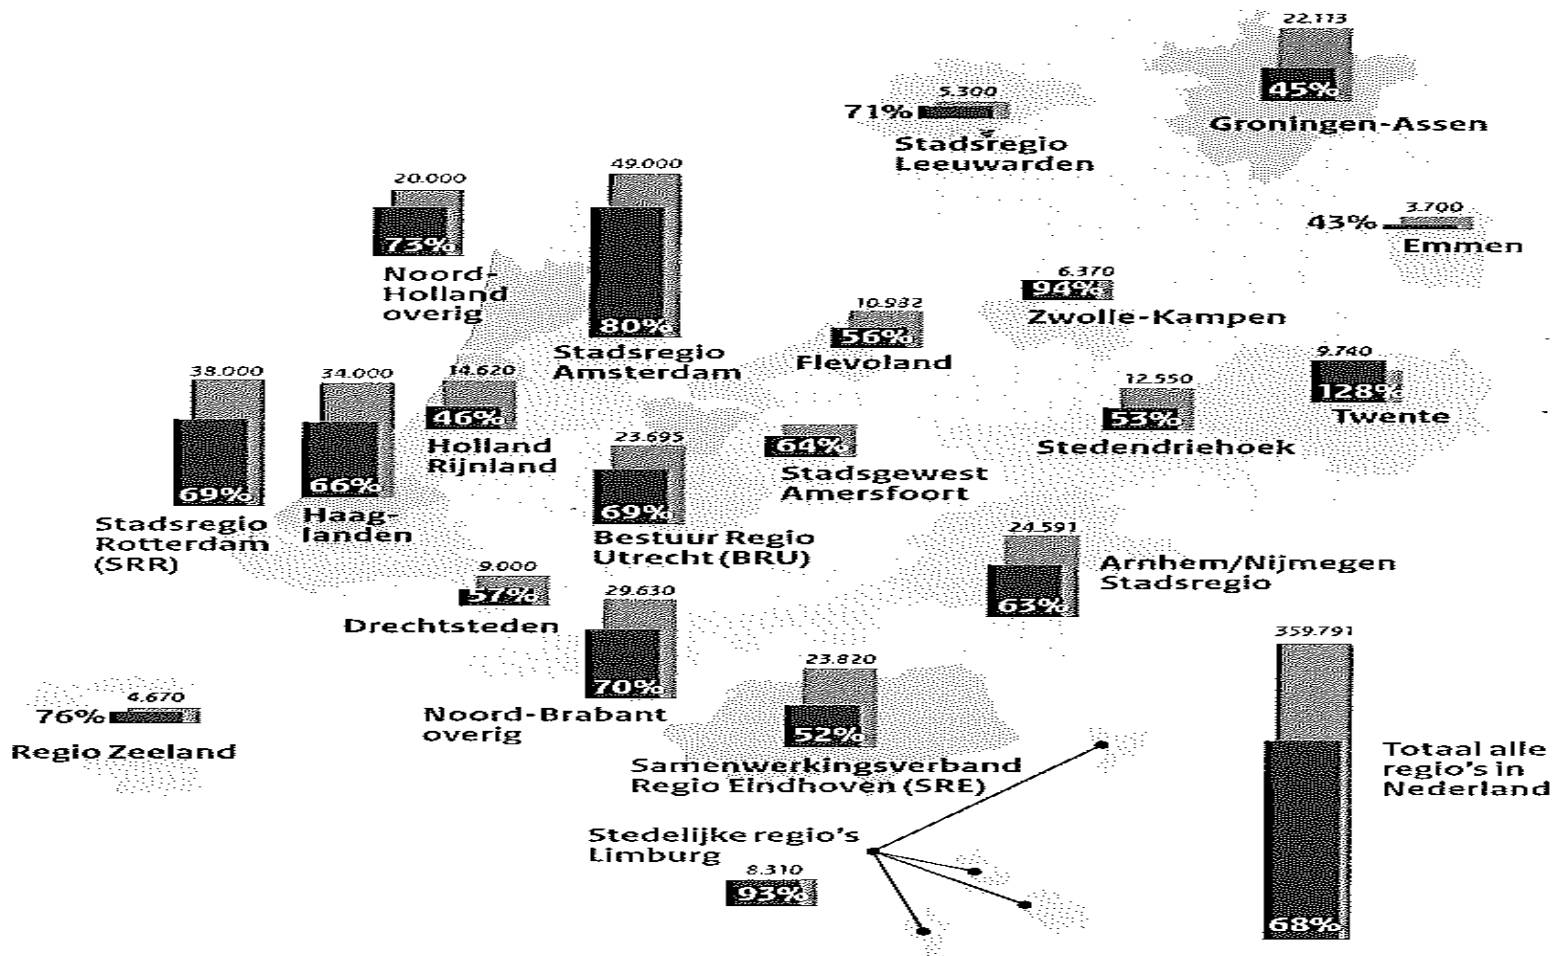 22.113
45%
Groningen-Assen
5.300
71%
Stadsregio
Leeuwarden
49.000
80%
Stadsregio
Amsterdam
20.000
73%
Noord-
Holland
overig
3.700
43%
Emmen
6.370
94%
Zwolle-Kampen
10.932
56%
Flevoland
9.740
128%
Twente
38.000
69%
Stadsregio
Rotterdam
(SRR)
34.000
66%
Haag-
landen
14.620
46%
Holland
Rijnland
12.550
53%
Stedendriehoek
23.695
69%
Bestuur Regio
Utrecht (BRU)
64%
Stadsgewest
Amersfoort
24.591
63%
Arnhem/Nijmegen
Stadsregio
9.000
57%
Drechtsteden
29.630
70%
Noord-Brabant
overig
23.820
52%
Samenwerkingsverband
Regio Eindhoven (SRE)
4.670
76%
Regio Zeeland
359.791
68%
Totaal alle
regio's in
Nederland
Stedelijke regio's
Limburg
8.310
93%